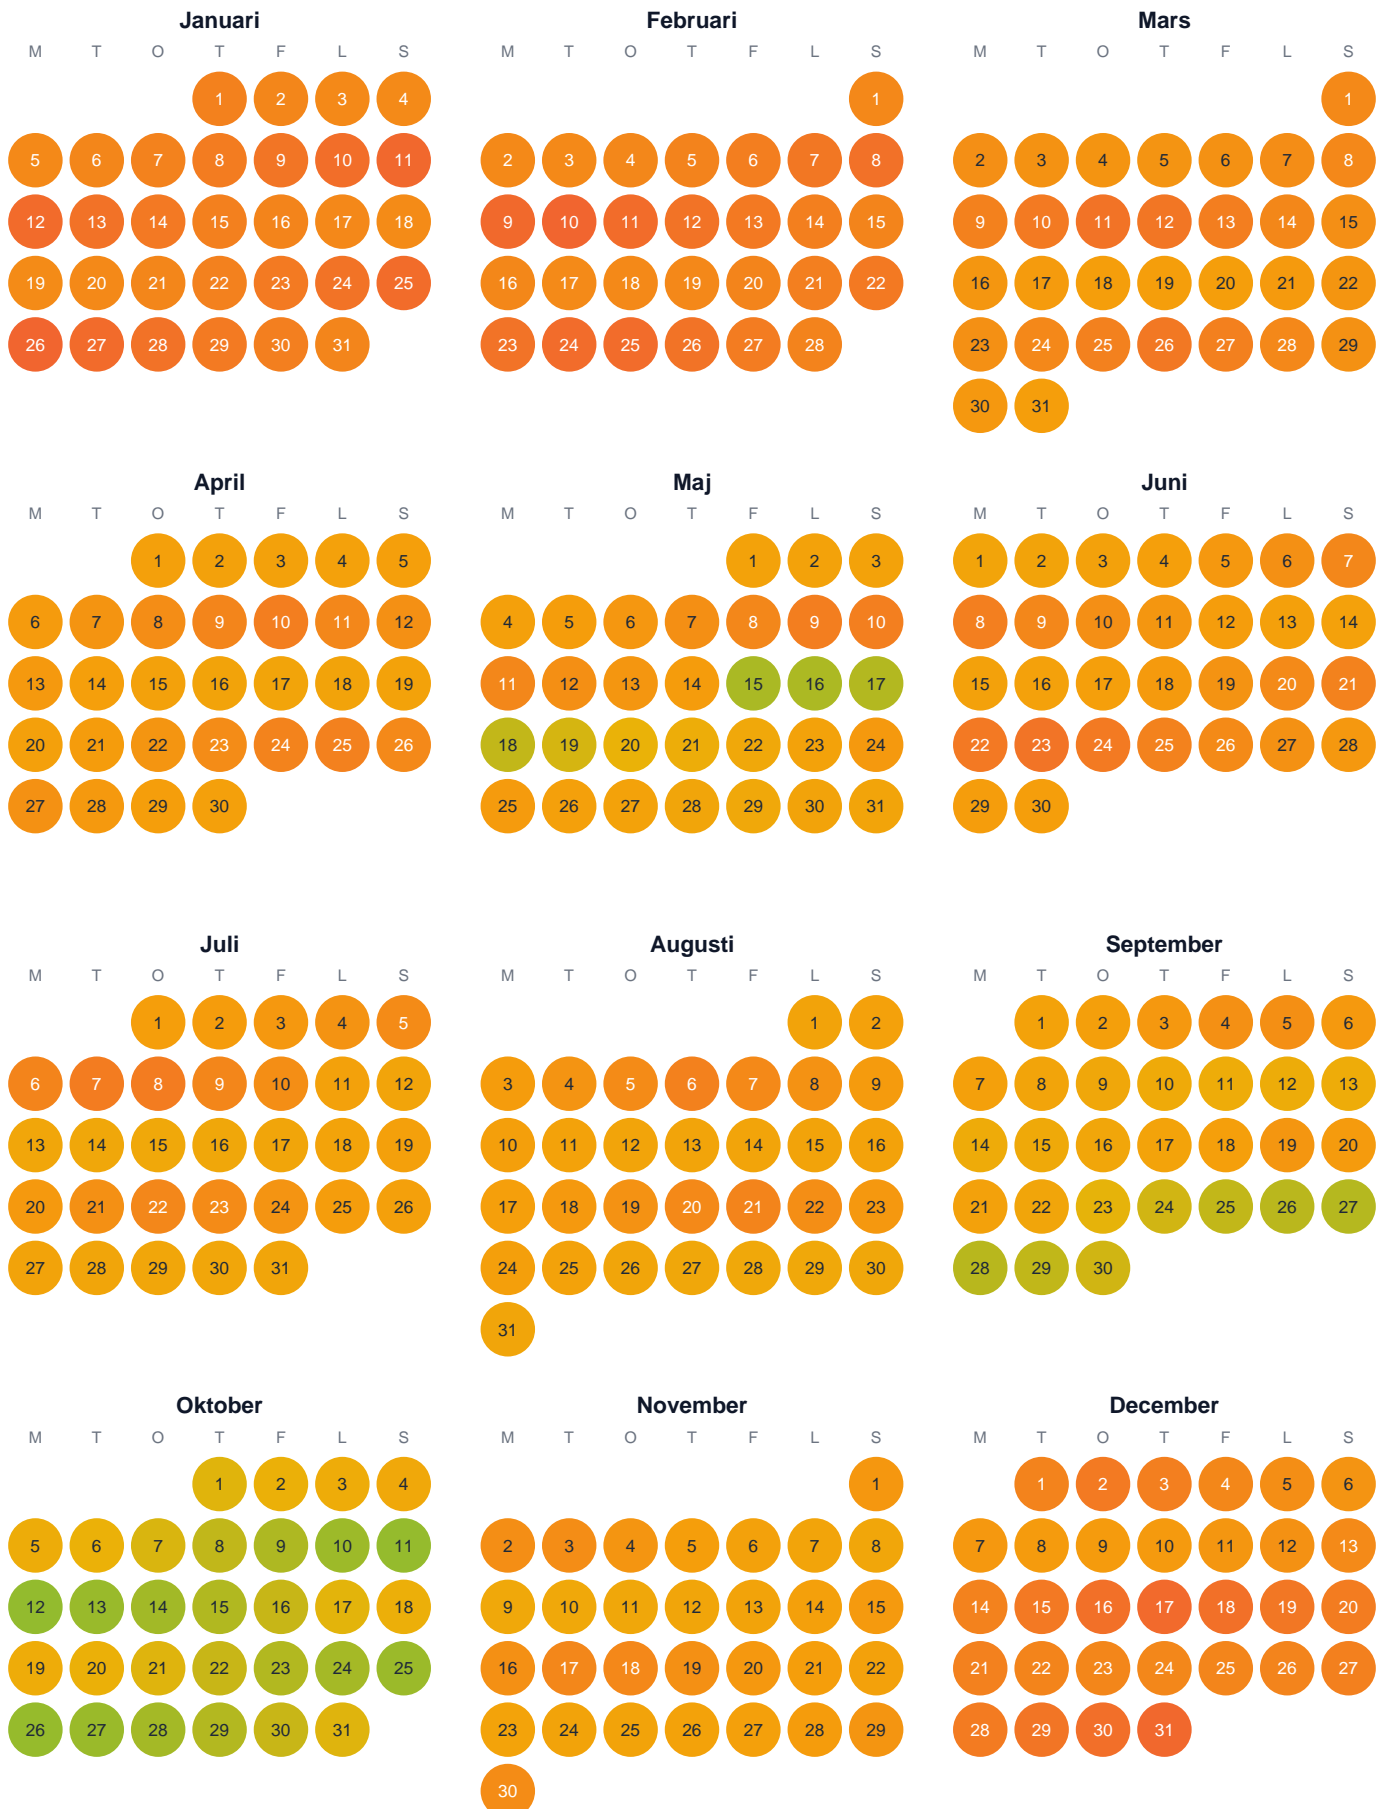 Januari
M T O T F L S
1 2 3 4
5 6 7 8 9 10 11
12 13 14 15 16 17 18
19 20 21 22 23 24 25
26 27 28 29 30 31
Februari
M T O T F L S
1
2 3 4 5 6 7 8
9 10 11 12 13 14 15
16 17 18 19 20 21 22
23 24 25 26 27 28
Mars
M T O T F L S
1
2 3 4 5 6 7 8
9 10 11 12 13 14 15
16 17 18 19 20 21 22
23 24 25 26 27 28 29
30 31
April
M T O T F L S
1 2 3 4 5
6 7 8 9 10 11 12
13 14 15 16 17 18 19
20 21 22 23 24 25 26
27 28 29 30
Maj
M T O T F L S
1 2 3
4 5 6 7 8 9 10
11 12 13 14 15 16 17
18 19 20 21 22 23 24
25 26 27 28 29 30 31
Juni
M T O T F L S
1 2 3 4 5 6 7
8 9 10 11 12 13 14
15 16 17 18 19 20 21
22 23 24 25 26 27 28
29 30
Juli
M T O T F L S
1 2 3 4 5
6 7 8 9 10 11 12
13 14 15 16 17 18 19
20 21 22 23 24 25 26
27 28 29 30 31
Augusti
M T O T F L S
1 2
3 4 5 6 7 8 9
10 11 12 13 14 15 16
17 18 19 20 21 22 23
24 25 26 27 28 29 30
31
September
M T O T F L S
1 2 3 4 5 6
7 8 9 10 11 12 13
14 15 16 17 18 19 20
21 22 23 24 25 26 27
28 29 30
Oktober
M T O T F L S
1 2 3 4
5 6 7 8 9 10 11
12 13 14 15 16 17 18
19 20 21 22 23 24 25
26 27 28 29 30 31
November
M T O T F L S
1
2 3 4 5 6 7 8
9 10 11 12 13 14 15
16 17 18 19 20 21 22
23 24 25 26 27 28 29
30
December
M T O T F L S
1 2 3 4 5 6
7 8 9 10 11 12 13
14 15 16 17 18 19 20
21 22 23 24 25 26 27
28 29 30 31